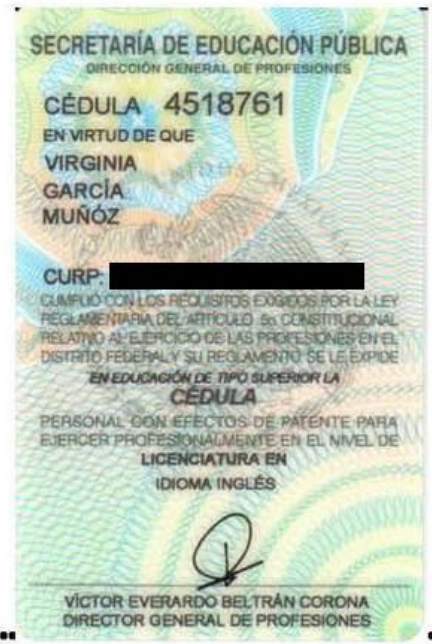 SECRETARÍA DE EDUCACIÓN PÚBLICA
DIRECCIÓN GENERAL DE PROFESIONES
CÉDULA 4518761
EN VIRTUD DE QUE
VIRGINIA
GARCÍA
MUÑÓZ
CURP:
CUMPLIÓ CON LOS REQUISITOS EXIGIDOS POR LA LEY
REGLAMENTARIA DEL ARTÍCULO 5o CONSTITUCIONAL
RELATIVO AL EJERCICIO DE LAS PROFESIONES EN EL
DISTRITO FEDERAL Y SU REGLAMENTO SE LE EXPIDE
EN EDUCACIÓN DE TIPO SUPERIOR LA
CÉDULA
PERSONAL CON EFECTOS DE PATENTE PARA
EJERCER PROFESIONALMENTE EN EL NIVEL DE
LICENCIATURA EN
IDIOMA INGLÉS
VÍCTOR EVERARDO BELTRÁN CORONA
DIRECTOR GENERAL DE PROFESIONES